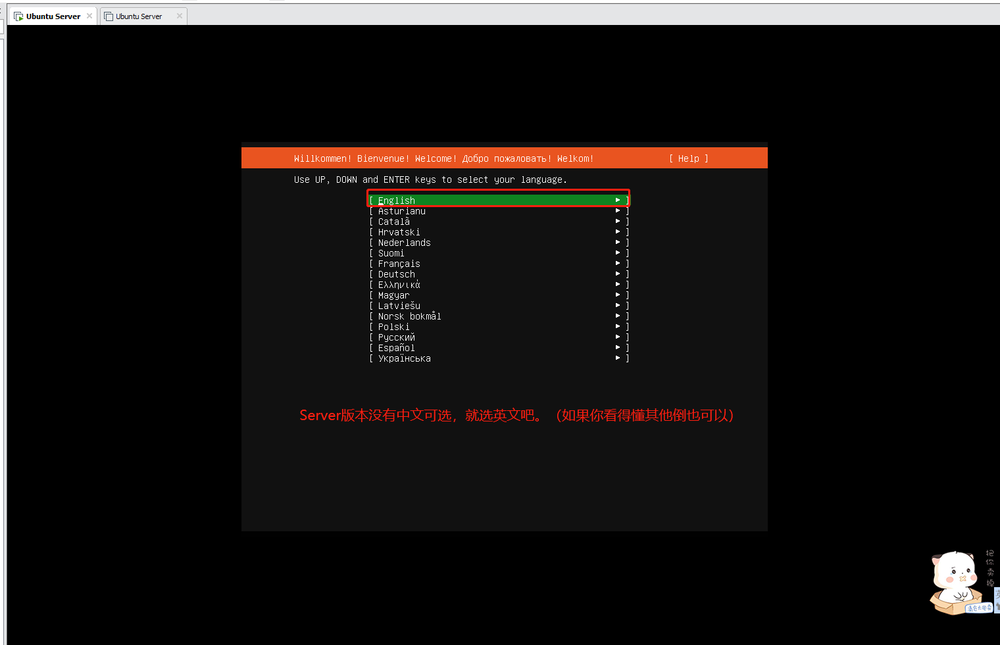 Ubuntu Server
Ubuntu Server
Willkommen! Bienvenue! Welcome! Добро пожаловать! Welkom! [ Help ]
Use UP, DOWN and ENTER keys to select your language.
[ English ► ]
[ Asturianu ► ]
[ Català ► ]
[ Hrvatski ► ]
[ Nederlands ► ]
[ Suomi ► ]
[ Français ► ]
[ Deutsch ► ]
[ Ελληνικά ► ]
[ Magyar ► ]
[ Latviešu ► ]
[ Norsk bokmål ► ]
[ Polski ► ]
[ Русский ► ]
[ Español ► ]
[ Українська ► ]
Server版本没有中文可选，就选英文吧。（如果你看得懂其他倒也可以）
把你卖掉